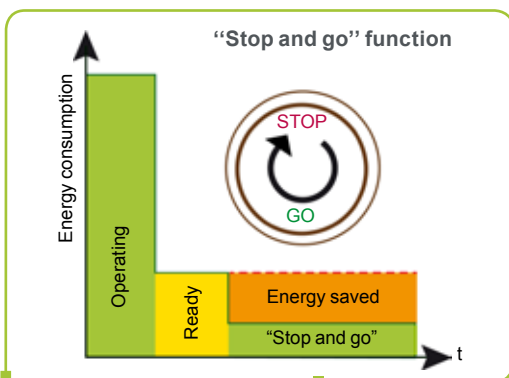 ‘‘Stop and go’’ function
Energy consumption
STOP
GO
Operating
Ready
Energy saved
“Stop and go”
t